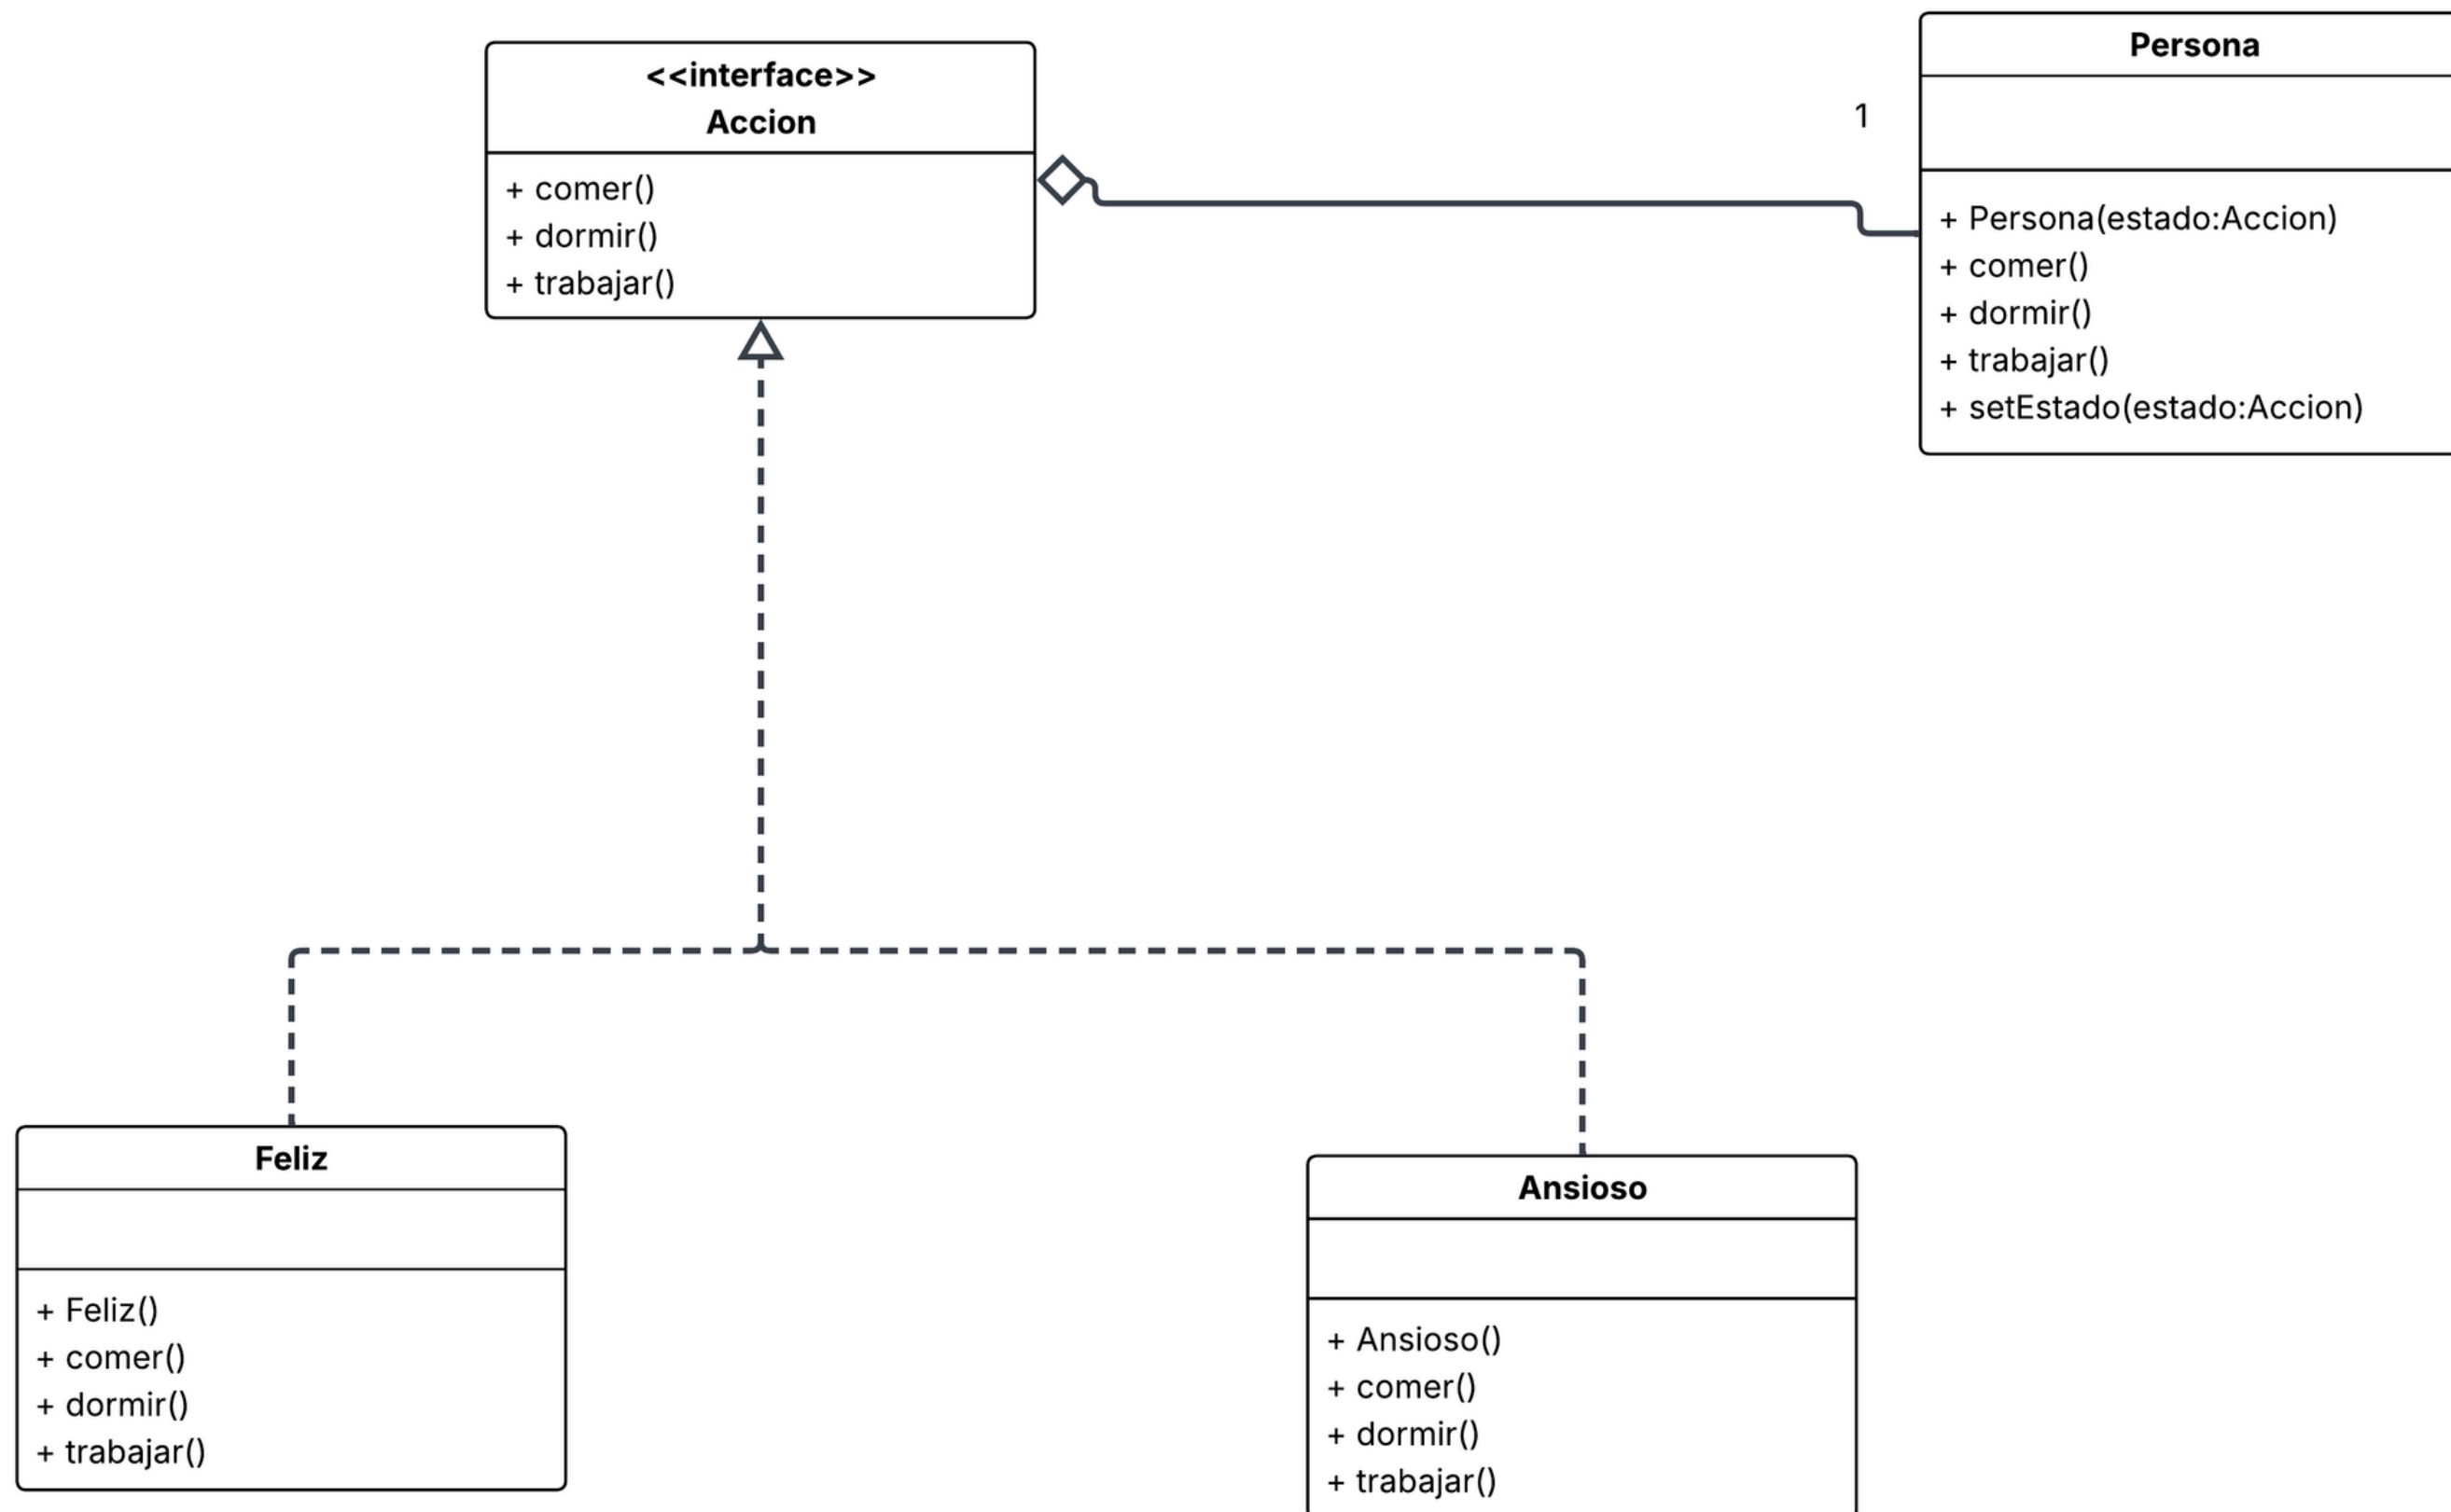 <<interface>>
Accion
+ comer()
+ dormir()
+ trabajar()
1
Persona
+ Persona(estado:Accion)
+ comer()
+ dormir()
+ trabajar()
+ setEstado(estado:Accion)
Feliz
+ Feliz()
+ comer()
+ dormir()
+ trabajar()
Ansioso
+ Ansioso()
+ comer()
+ dormir()
+ trabajar()